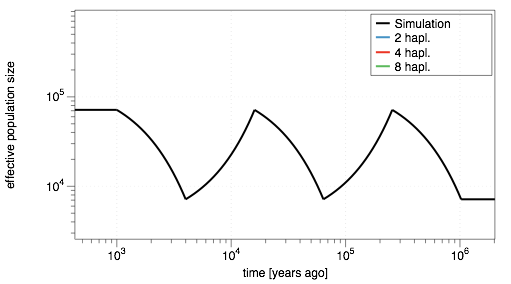 Simulation
2 hapl.
4 hapl.
8 hapl.
effective population size
10^5
10^4
10^3
10^4
10^5
10^6
time [years ago]